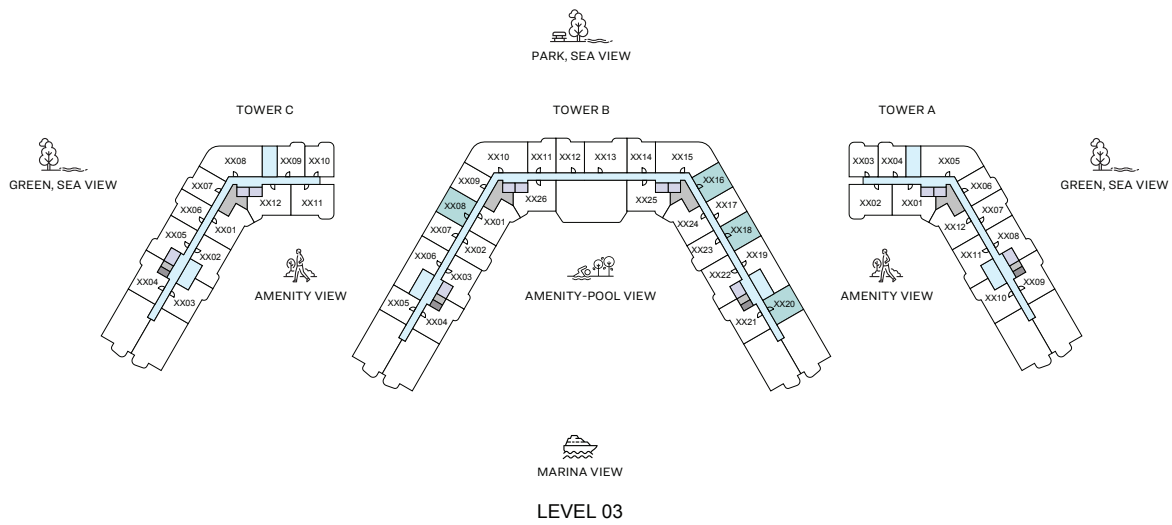 PARK, SEA VIEW
TOWER C
TOWER B
TOWER A
GREEN, SEA VIEW
GREEN, SEA VIEW
XX08
XX09
XX10
XX07
XX06
XX05
XX04
XX03
XX02
XX01
XX12
XX11
AMENITY VIEW
XX10
XX11
XX12
XX13
XX14
XX15
XX09
XX08
XX07
XX06
XX05
XX04
XX03
XX02
XX01
XX26
XX25
XX16
XX17
XX18
XX19
XX20
XX21
XX22
XX23
XX24
AMENITY-POOL VIEW
XX03
XX04
XX05
XX02
XX01
XX06
XX07
XX08
XX09
XX10
XX11
XX12
AMENITY VIEW
MARINA VIEW
LEVEL 03